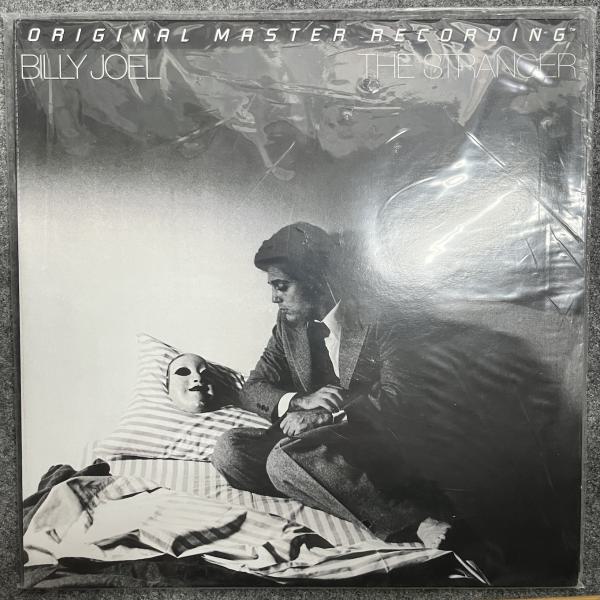 ORIGINAL MASTER RECORDING™
BILLY JOEL THE STRANGER